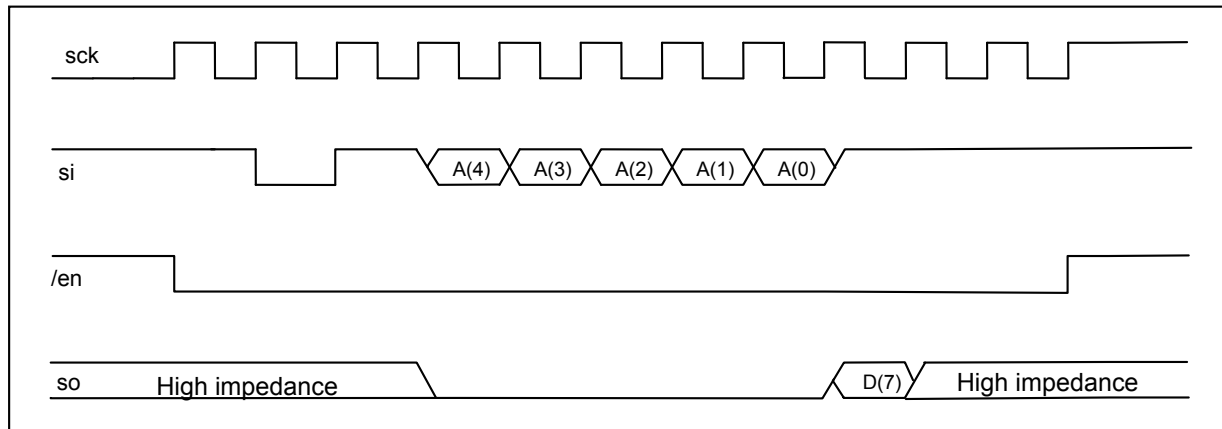 sck
si
A(4) A(3) A(2) A(1) A(0)
/en
so
High impedance
D(7)
High impedance